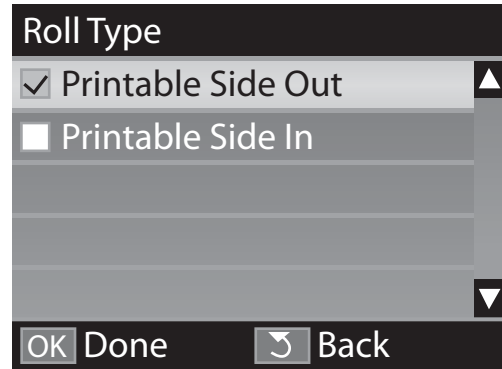 Roll Type
Printable Side Out
Printable Side In
OK Done Back